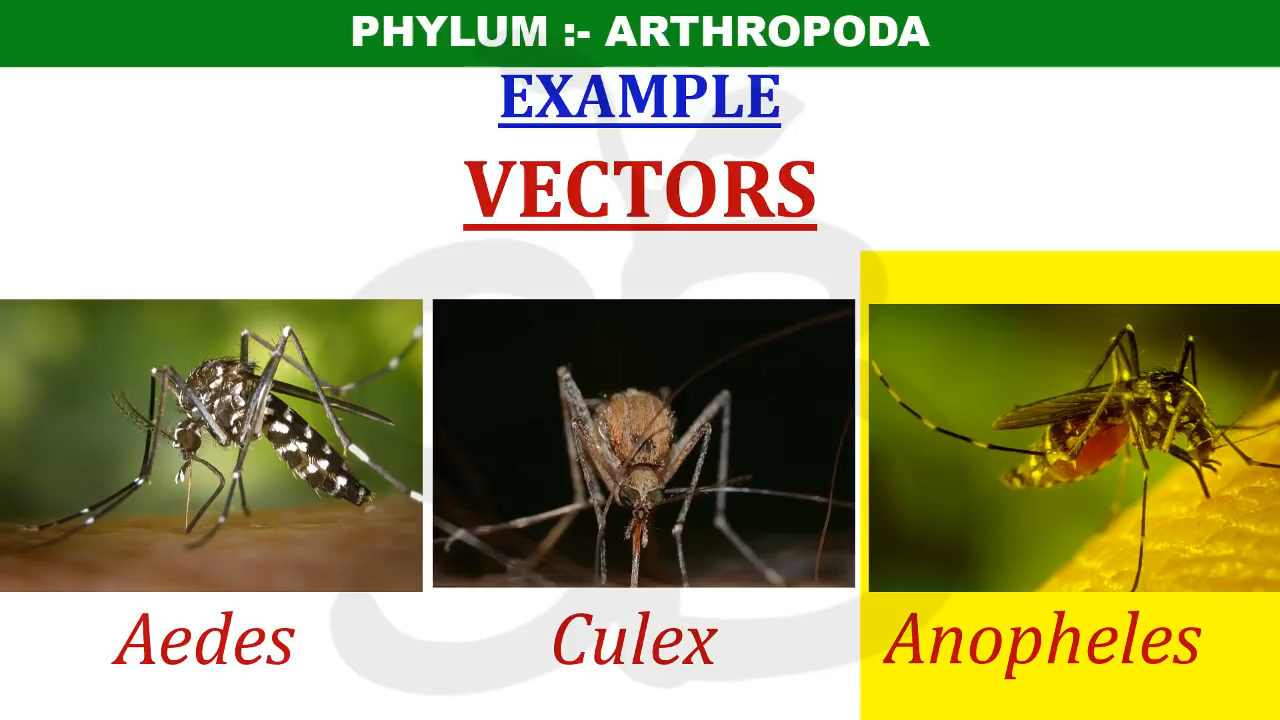 PHYLUM :- ARTHROPODA
EXAMPLE
VECTORS
Aedes
Culex
Anopheles